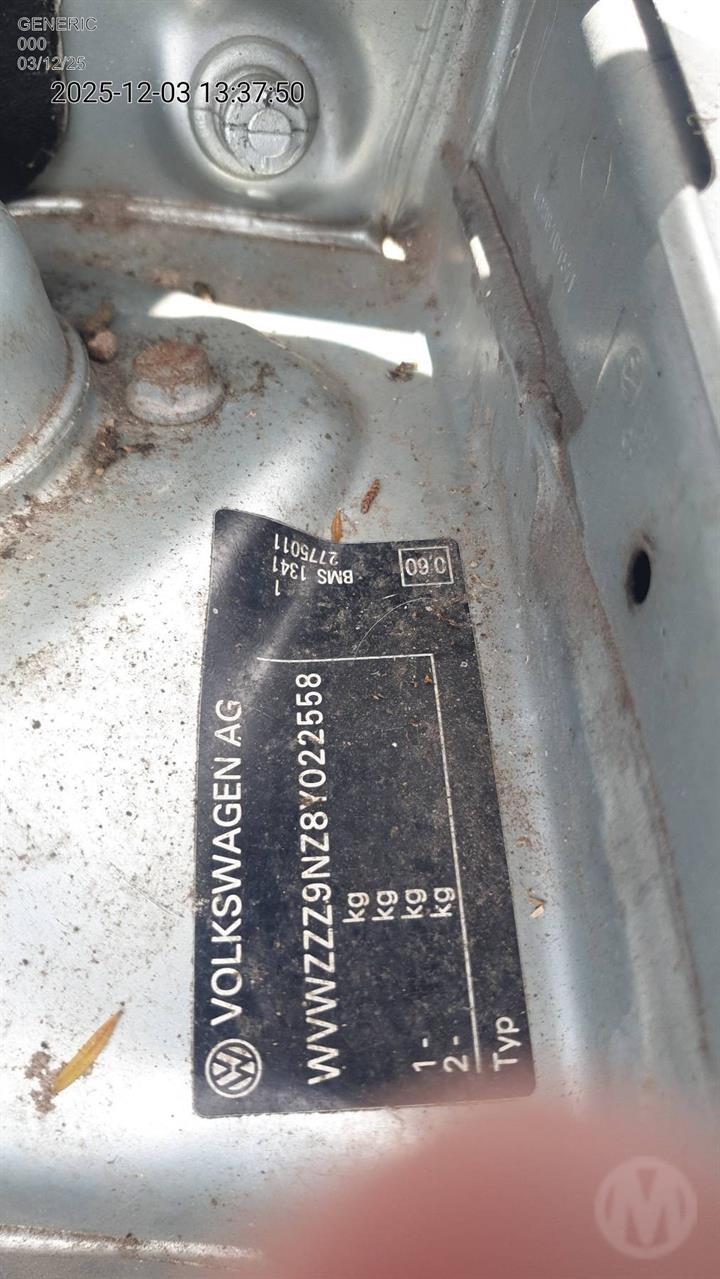 GENERIC
000
03/12/25
2025-12-03 13:37:50
1
BMS 1341
2775011
0.60
VOLKSWAGEN AG
WVWZZZ9NZ8Y022558
kg
kg
1 - kg
2 - kg
Typ